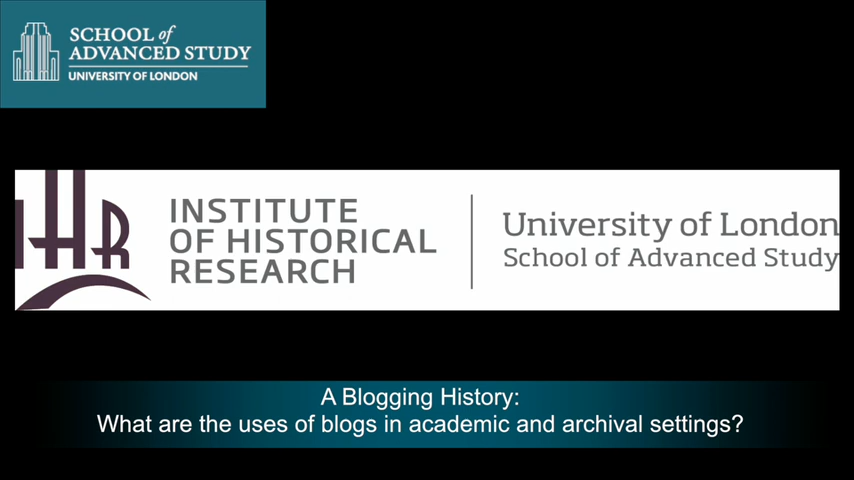 SCHOOL of
ADVANCED STUDY
UNIVERSITY OF LONDON
IHR
INSTITUTE
OF HISTORICAL
RESEARCH
University of London
School of Advanced Study
A Blogging History:
What are the uses of blogs in academic and archival settings?